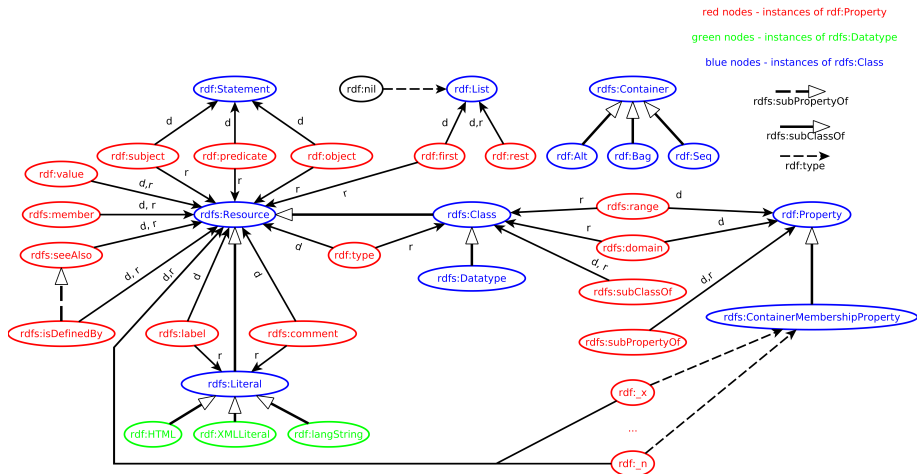 red nodes - instances of rdf:Property
green nodes - instances of rdfs:Datatype
blue nodes - instances of rdfs:Class
rdfs:subPropertyOf
rdfs:subClassOf
rdf:type
rdf:Statement
rdf:nil
rdf:List
rdfs:Container
d
d
d
d
d,r
rdf:subject
rdf:predicate
rdf:object
rdf:first
rdf:rest
rdf:Alt
rdf:Bag
rdf:Seq
rdf:value
r
r
r
r
d,r
rdfs:member
d, r
rdfs:Resource
rdfs:Class
r
rdfs:range
d
rdf:Property
rdfs:seeAlso
d, r
d
rdf:type
r
r
rdfs:domain
d
rdfs:Datatype
d, r
rdfs:subClassOf
d, r
d,r
d
d
d,r
rdfs:isDefinedBy
rdfs:label
rdfs:comment
rdfs:subPropertyOf
rdfs:ContainerMembershipProperty
r
r
rdfs:Literal
rdf:_x
rdf:HTML
rdf:XMLLiteral
rdf:langString
...
rdf:_n